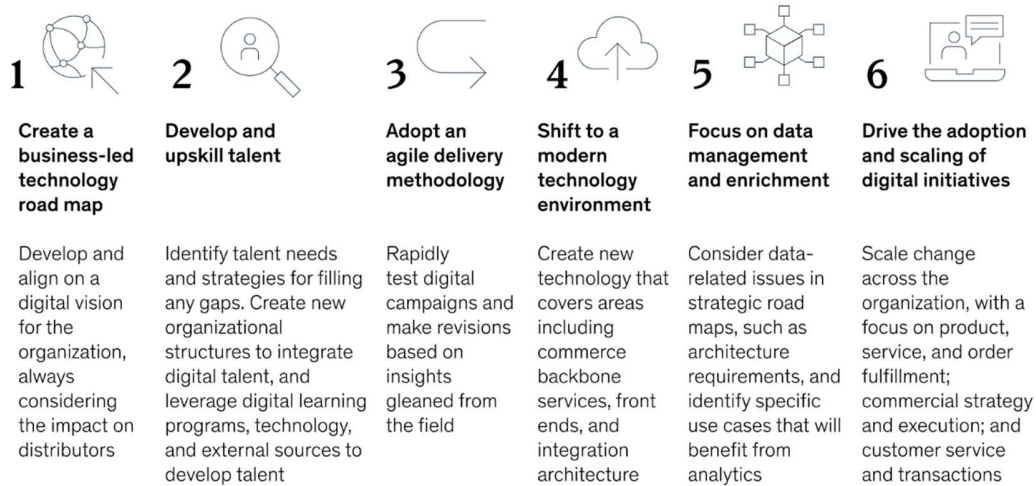 1
Create a
business-led
technology
road map
Develop and
align on a
digital vision
for the
organization,
always
considering
the impact on
distributors
2
Develop and
upskill talent
Identify talent needs
and strategies for filling
any gaps. Create new
organizational
structures to integrate
digital talent, and
leverage digital learning
programs, technology,
and external sources to
develop talent
3
Adopt an
agile delivery
methodology
Rapidly
test digital
campaigns and
make revisions
based on
insights
gleaned from
the field
4
Shift to a
modern
technology
environment
Create new
technology that
covers areas
including
commerce
backbone
services, front
ends, and
integration
architecture
5
Focus on data
management
and enrichment
Consider data-
related issues in
strategic road
maps, such as
architecture
requirements, and
identify specific
use cases that will
benefit from
analytics
6
Drive the adoption
and scaling of
digital initiatives
Scale change
across the
organization, with a
focus on product,
service, and order
fulfillment;
commercial strategy
and execution; and
customer service
and transactions